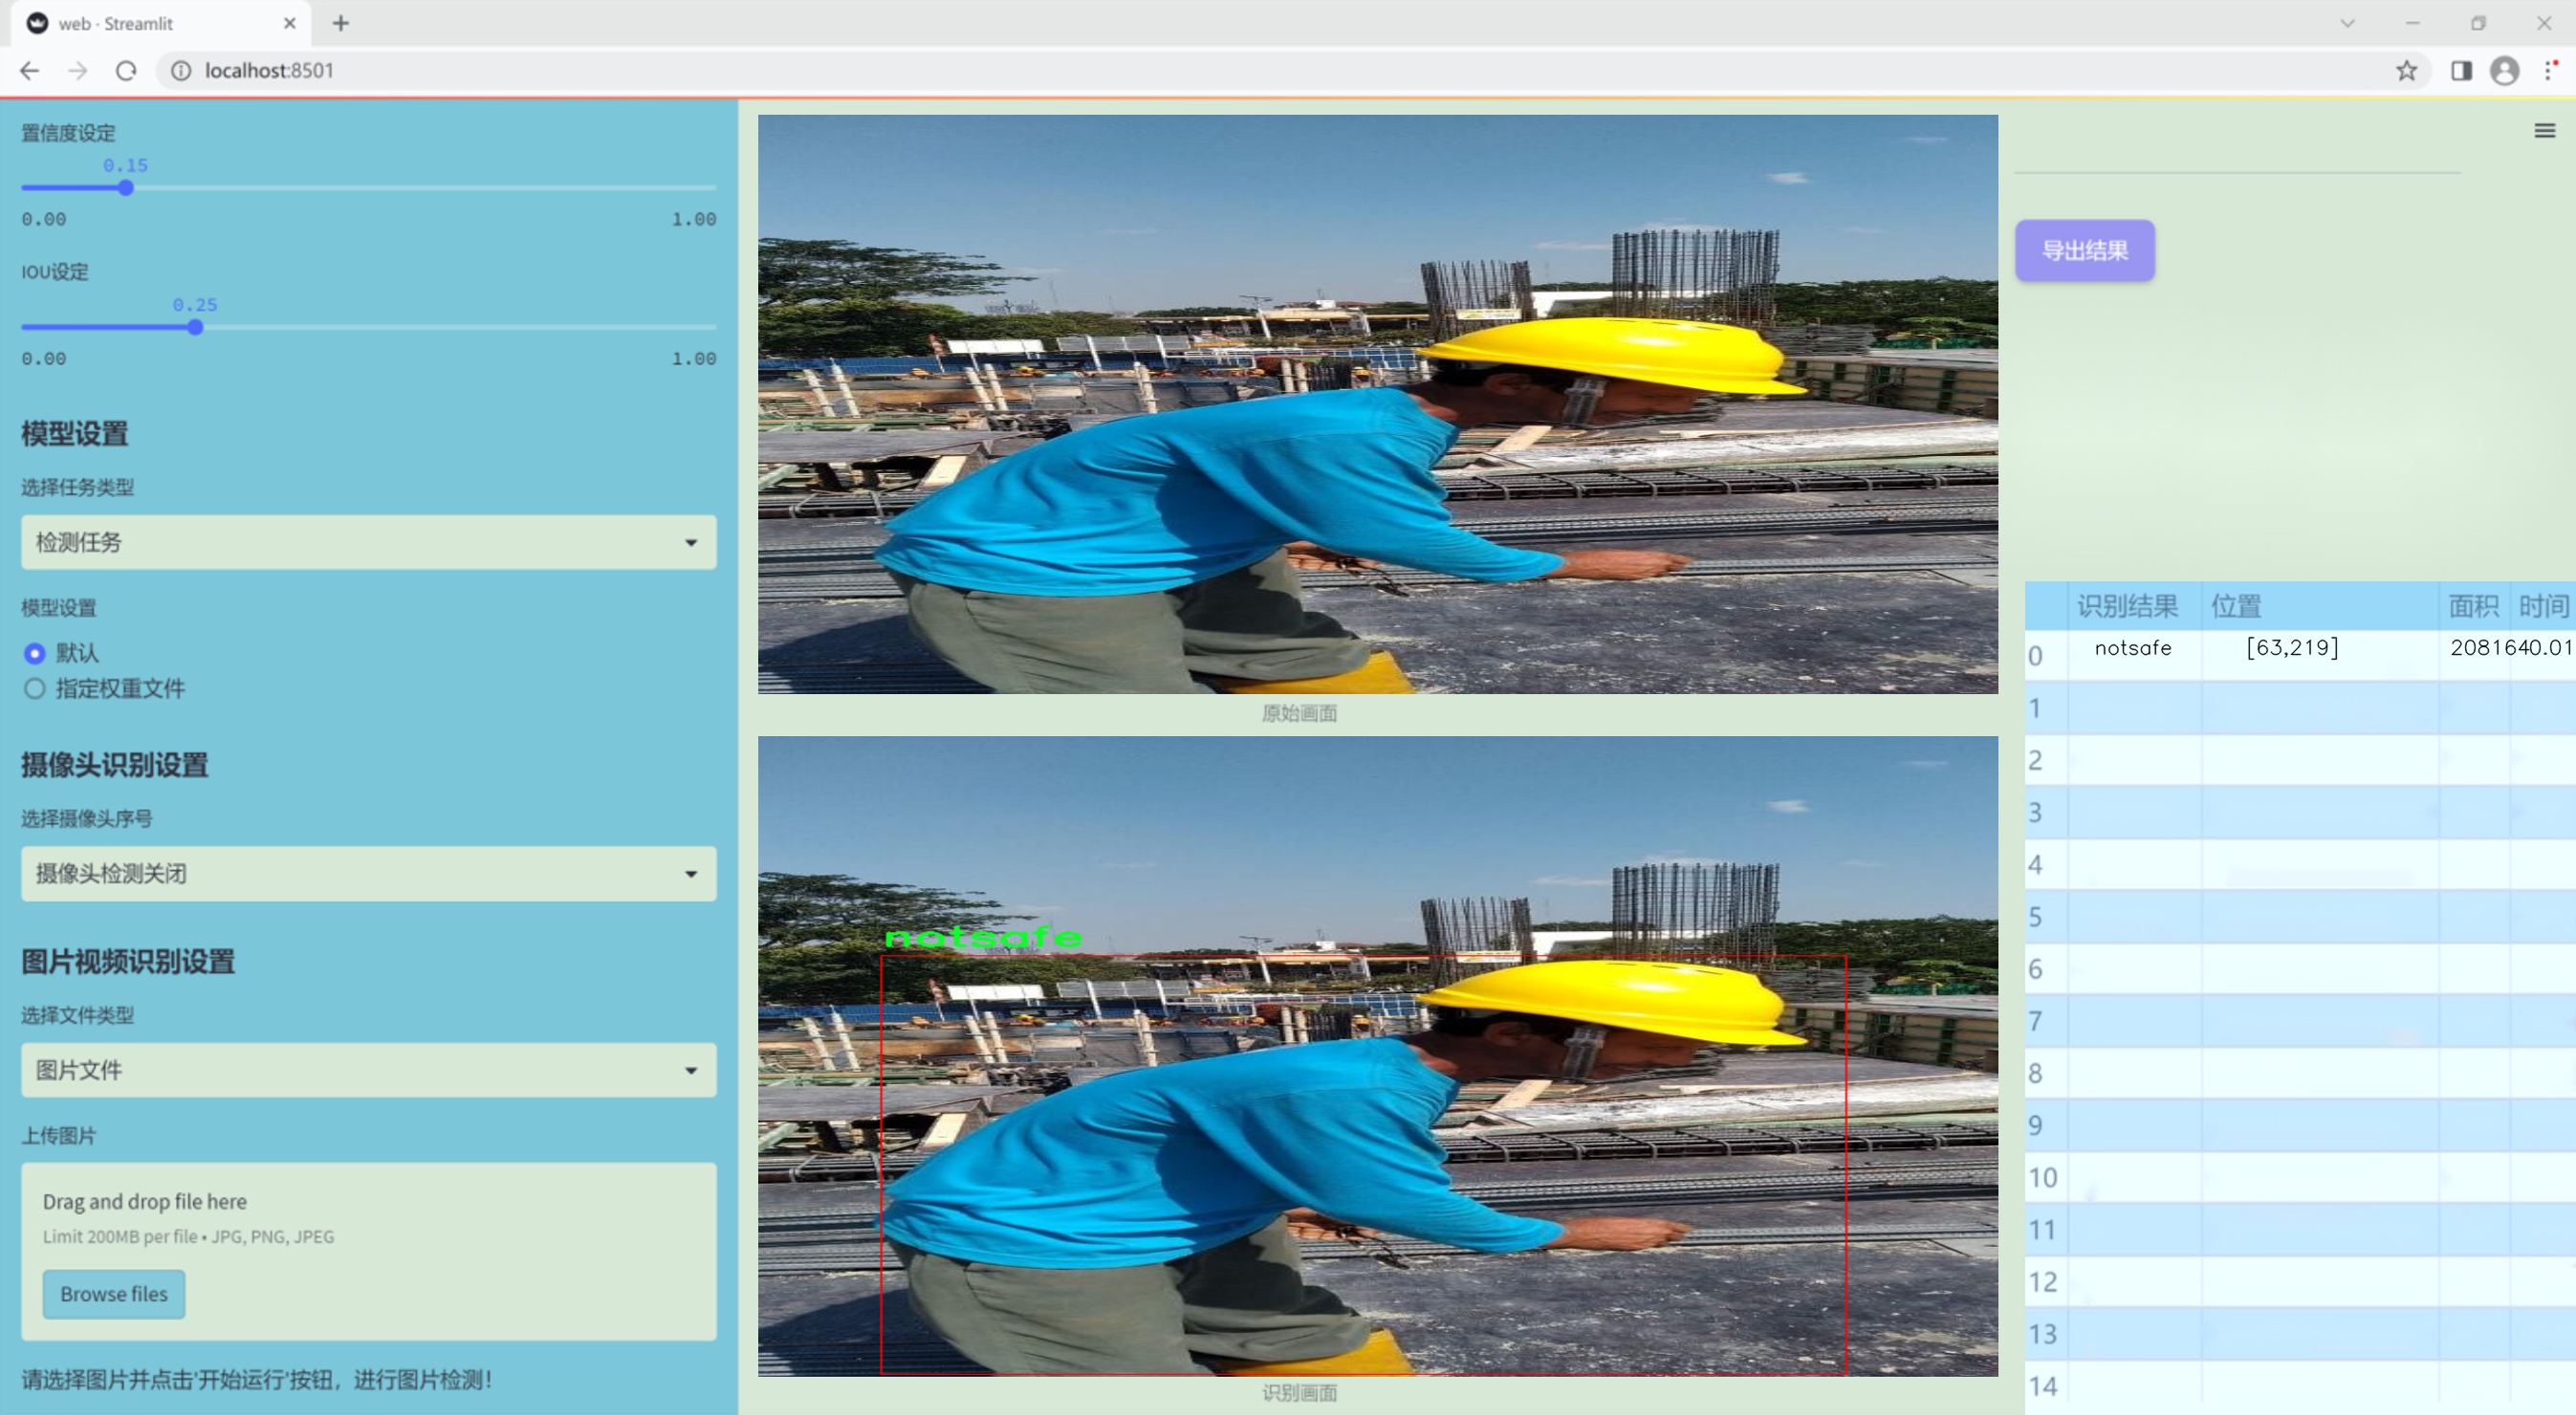 web · Streamlit
localhost:8501
置信度设定
0.15
0.00 1.00
IOU设定
0.25
0.00 1.00
模型设置
选择任务类型
检测任务
模型设置
默认
指定权重文件
摄像头识别设置
选择摄像头序号
摄像头检测关闭
图片视频识别设置
选择文件类型
图片文件
上传图片
Drag and drop file here
Limit 200MB per file • JPG, PNG, JPEG
Browse files
请选择图片并点击'开始运行'按钮，进行图片检测！
原始画面
notsafe
识别画面
导出结果
识别结果 位置 面积 时间
0 notsafe [63,219] 2081640.01
1
2
3
4
5
6
7
8
9
10
11
12
13
14